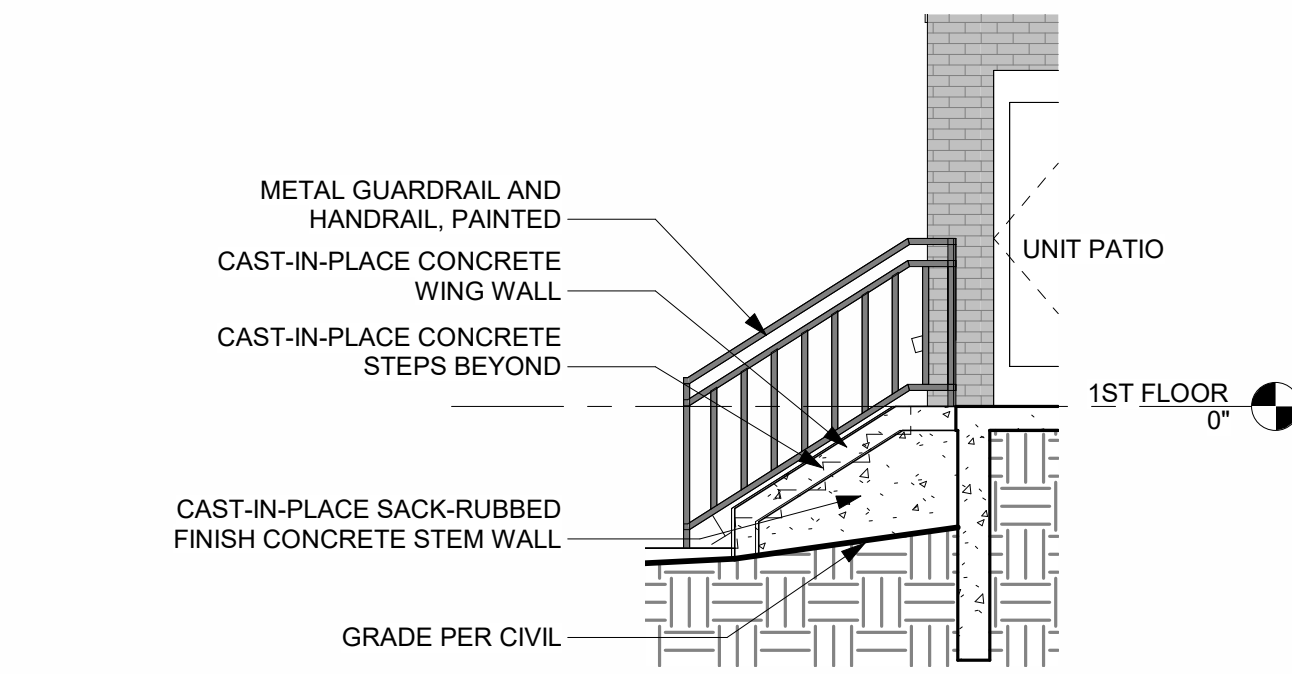 METAL GUARDRAIL AND
HANDRAIL, PAINTED
CAST-IN-PLACE CONCRETE
WING WALL
CAST-IN-PLACE CONCRETE
STEPS BEYOND
CAST-IN-PLACE SACK-RUBBED
FINISH CONCRETE STEM WALL
GRADE PER CIVIL
UNIT PATIO
1ST FLOOR
0"